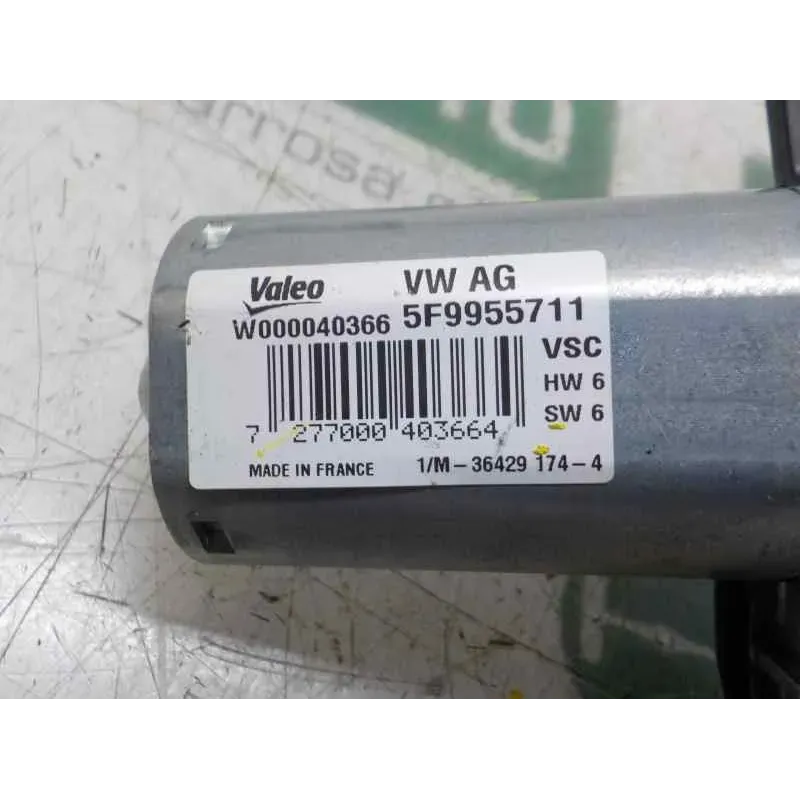 arrosa
Valeo VW AG
W000040366 5F9955711
VSC
HW 6
SW 6
7 277000 403664
MADE IN FRANCE 1/M-36429 174-4